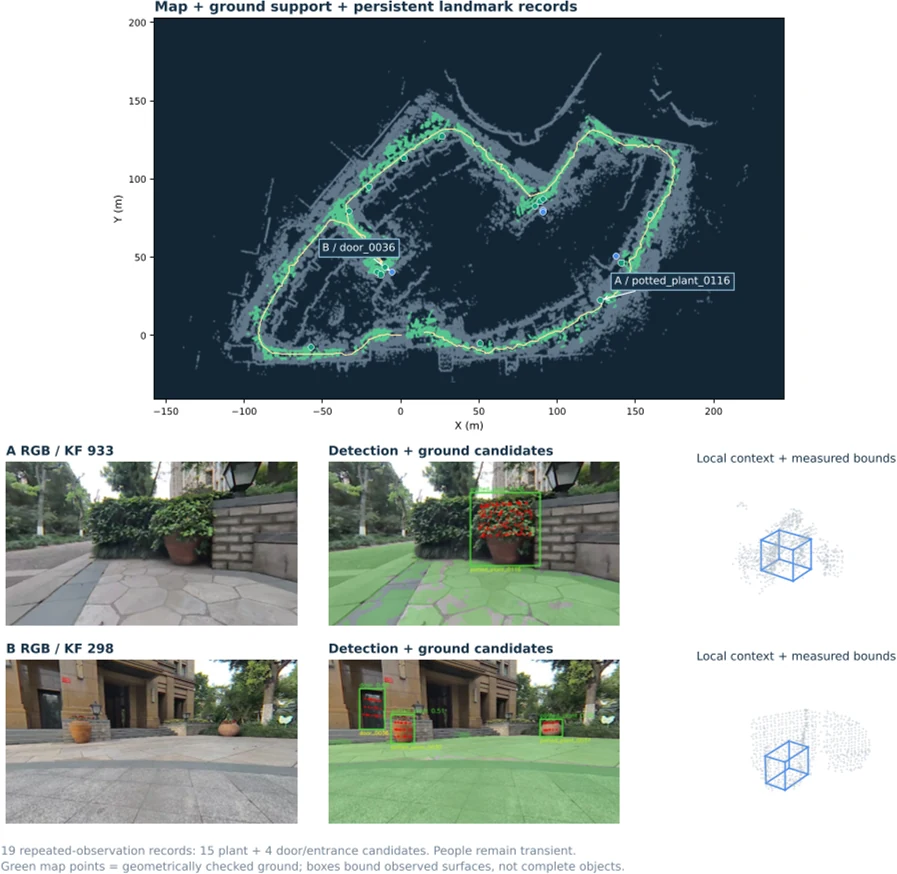 Map + ground support + persistent landmark records
200
150
100
50
0
Y (m)
B / door_0036
A / potted_plant_0116
−150 −100 −50 0 50 100 150 200
X (m)
A RGB / KF 933
Detection + ground candidates
Local context + measured bounds
potted_plant_0116
B RGB / KF 298
Detection + ground candidates
Local context + measured bounds
door_0036
19 repeated-observation records: 15 plant + 4 door/entrance candidates. People remain transient.
Green map points = geometrically checked ground; boxes bound observed surfaces, not complete objects.